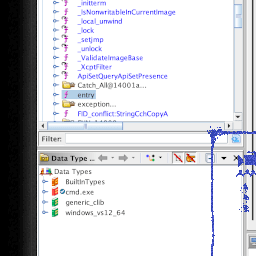 _initterm
_IsNonwritableInCurrentImage
_local_unwind
_lock
_setjmp
_unlock
_ValidateImageBase
_XcptFilter
ApiSetQueryApiSetPresence
Catch_All@14001a...
entry
exception...
FID_conflict:StringCchCopyA
Filter:
Data Type ...
Data Types
BuiltInTypes
cmd.exe
generic_clib
windows_vs12_64